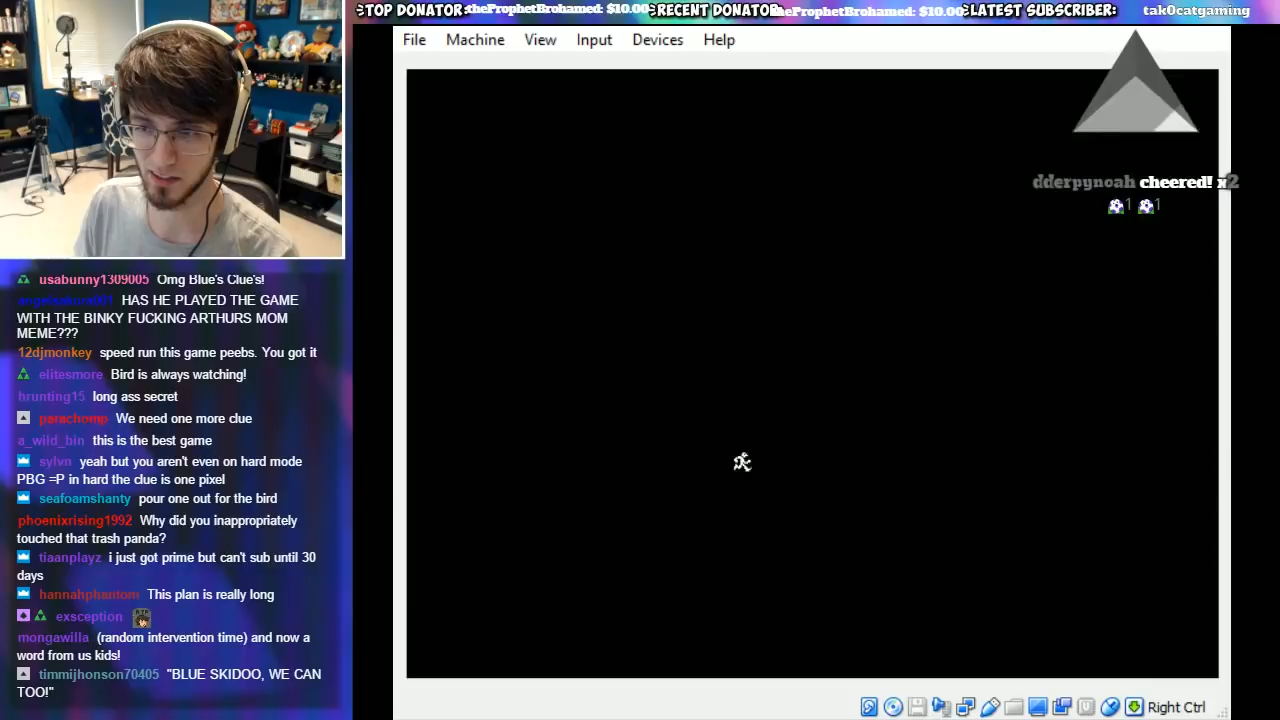 TOP DONATOR: theProphetBrohamed: $10.00 RECENT DONATOR: theProphetBrohamed: $10.00 LATEST SUBSCRIBER: tak0catgaming
File Machine View Input Devices Help
dderpynoah cheered! x2
1 1
usabunny1309005 Omg Blue's Clue's!
angelsakura001 HAS HE PLAYED THE GAME
WITH THE BINKY FUCKING ARTHURS MOM
MEME???
12djmonkey speed run this game peebs. You got it
elitesmore Bird is always watching!
hrunting15 long ass secret
parachomp We need one more clue
a_wild_bin this is the best game
sylvn yeah but you aren't even on hard mode
PBG =P in hard the clue is one pixel
seafoamshanty pour one out for the bird
phoenixrising1992 Why did you inappropriately
touched that trash panda?
tiaanplayz i just got prime but can't sub until 30
days
hannahphantom This plan is really long
exsception
mongawilla (random intervention time) and now a
word from us kids!
timmijhonson70405 "BLUE SKIDOO, WE CAN
TOO!"
Right Ctrl